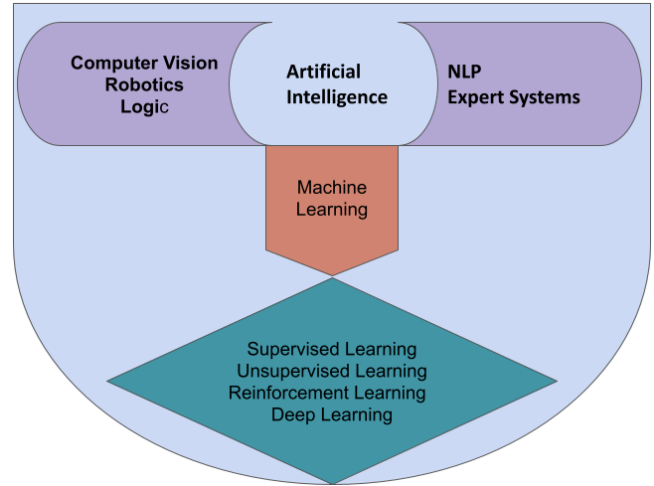 Computer Vision
Robotics
Logic
Artificial
Intelligence
NLP
Expert Systems
Machine
Learning
Supervised Learning
Unsupervised Learning
Reinforcement Learning
Deep Learning